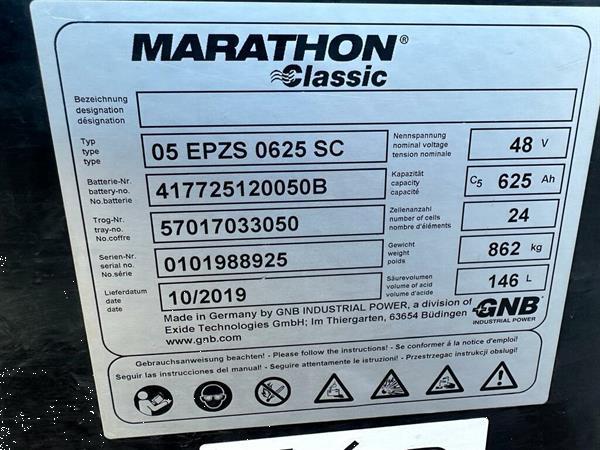 MARATHON®
Classic
Bezeichnung
designation
désignation
Typ
type
type
05 EPZS 0625 SC
Nennspannung
nominal voltage
tension nominale
48 V
Batterie-Nr.
battery-no.
No.batterie
417725120050B
Kapazität
capacity
capacité
C5 625 Ah
Trog-Nr.
tray-no.
No.coffre
57017033050
Zellenanzahl
number of cells
nombre d'éléments
24
Serien-Nr.
serial no.
No.série
0101988925
Gewicht
weight
poids
862 kg
Lieferdatum
date
date
10/2019
Säurevolumen
volume of acid
volume d'acide
146 L
Made in Germany by GNB INDUSTRIAL POWER, a division of
Exide Technologies GmbH; Im Thiergarten, 63654 Büdingen
www.gnb.com
GNB®
INDUSTRIAL POWER
Gebrauchsanweisung beachten! - Please follow the instructions! - Se conformér á la notice d'emploi!
Seguir las instrucciones del manual! - Seguire attentamente le istruzioni! - Przestrzegac instrukcji obslugi!